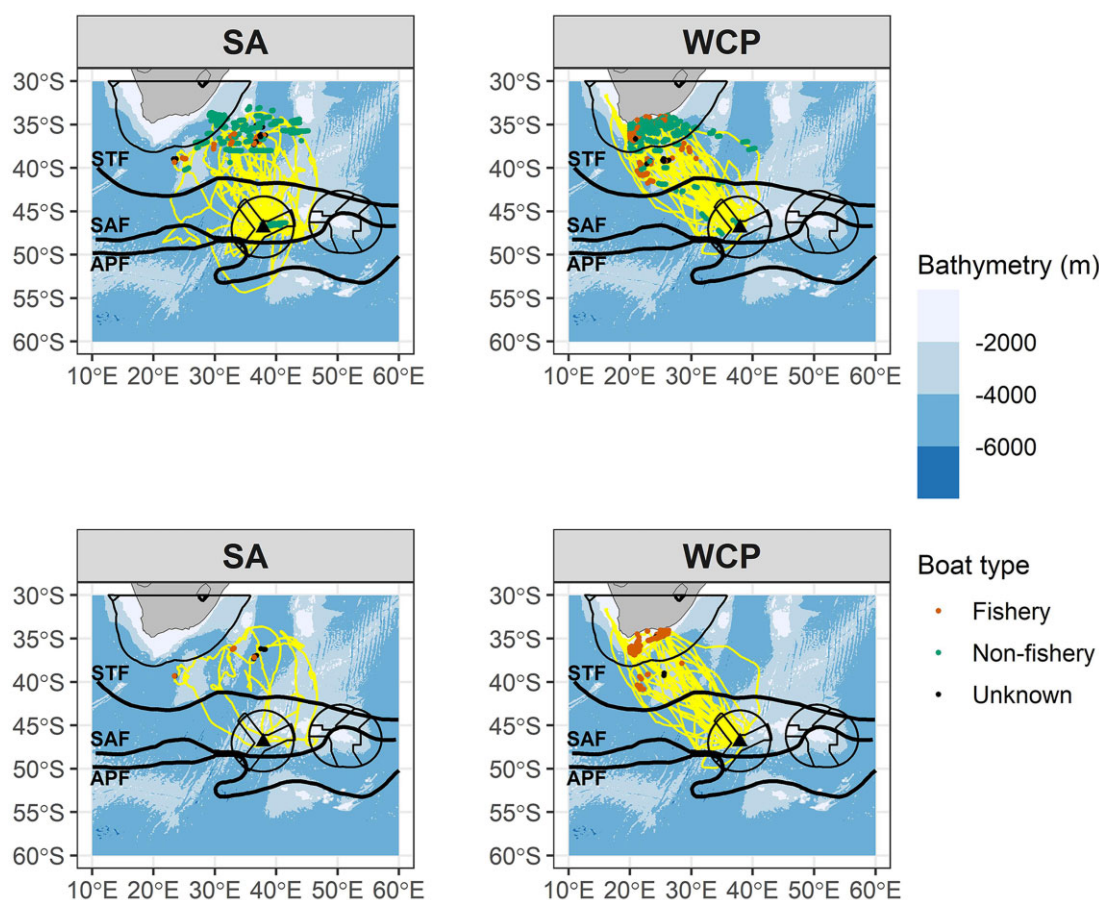 SA
WCP
30°S
35°S
40°S
45°S
50°S
55°S
60°S
STF
SAF
APF
10°E 20°E 30°E 40°E 50°E 60°E
30°S
35°S
40°S
45°S
50°S
55°S
60°S
STF
SAF
APF
10°E 20°E 30°E 40°E 50°E 60°E
Bathymetry (m)
-2000
-4000
-6000
SA
WCP
30°S
35°S
40°S
45°S
50°S
55°S
60°S
STF
SAF
APF
10°E 20°E 30°E 40°E 50°E 60°E
30°S
35°S
40°S
45°S
50°S
55°S
60°S
STF
SAF
APF
10°E 20°E 30°E 40°E 50°E 60°E
Boat type
Fishery
Non-fishery
Unknown